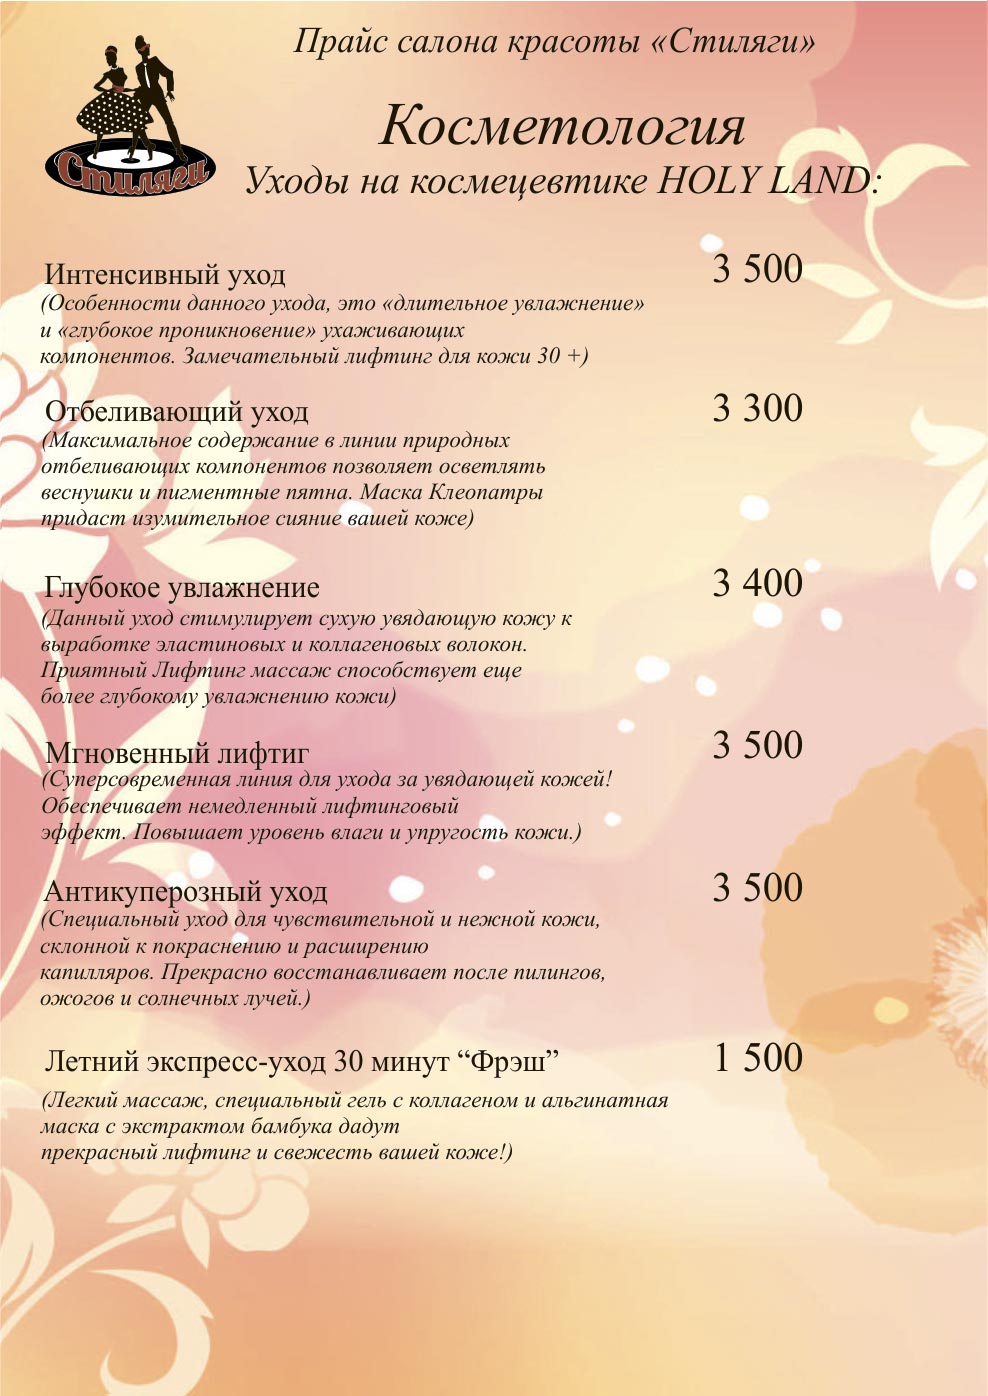 Прайс салона красоты «Стиляги»
Стиляги
Косметология
Уходы на космецевтике HOLY LAND:
Интенсивный уход 3 500
(Особенности данного ухода, это «длительное увлажнение»
и «глубокое проникновение» ухаживающих
компонентов. Замечательный лифтинг для кожи 30 +)
Отбеливающий уход 3 300
(Максимальное содержание в линии природных
отбеливающих компонентов позволяет осветлять
веснушки и пигментные пятна. Маска Клеопатры
придаст изумительное сияние вашей коже)
Глубокое увлажнение 3 400
(Данный уход стимулирует сухую увядающую кожу к
выработке эластиновых и коллагеновых волокон.
Приятный Лифтинг массаж способствует еще
более глубокому увлажнению кожи)
Мгновенный лифтиг 3 500
(Суперсовременная линия для ухода за увядающей кожей!
Обеспечивает немедленный лифтинговый
эффект. Повышает уровень влаги и упругость кожи.)
Антикуперозный уход 3 500
(Специальный уход для чувствительной и нежной кожи,
склонной к покраснению и расширению
капилляров. Прекрасно восстанавливает после пилингов,
ожогов и солнечных лучей.)
Летний экспресс-уход 30 минут “Фрэш” 1 500
(Легкий массаж, специальный гель с коллагеном и альгинатная
маска с экстрактом бамбука дадут
прекрасный лифтинг и свежесть вашей коже!)